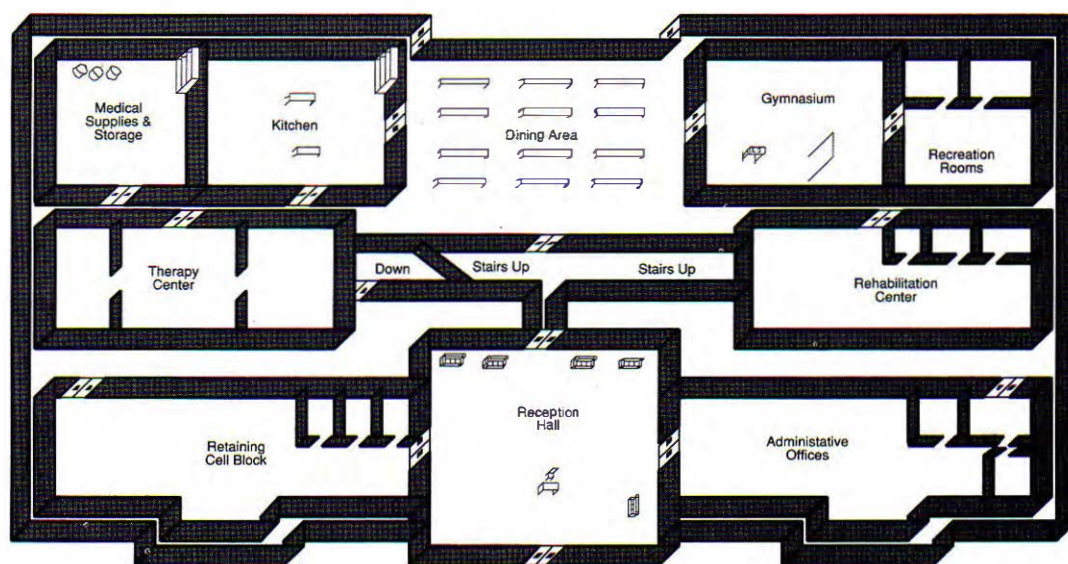 Medical
Supplies &
Storage
Kitchen
Dining Area
Gymnasium
Recreation
Rooms
Therapy
Center
Down
Stairs Up
Stairs Up
Rehabilitation
Center
Retaining
Cell Block
Reception
Hall
Administative
Offices